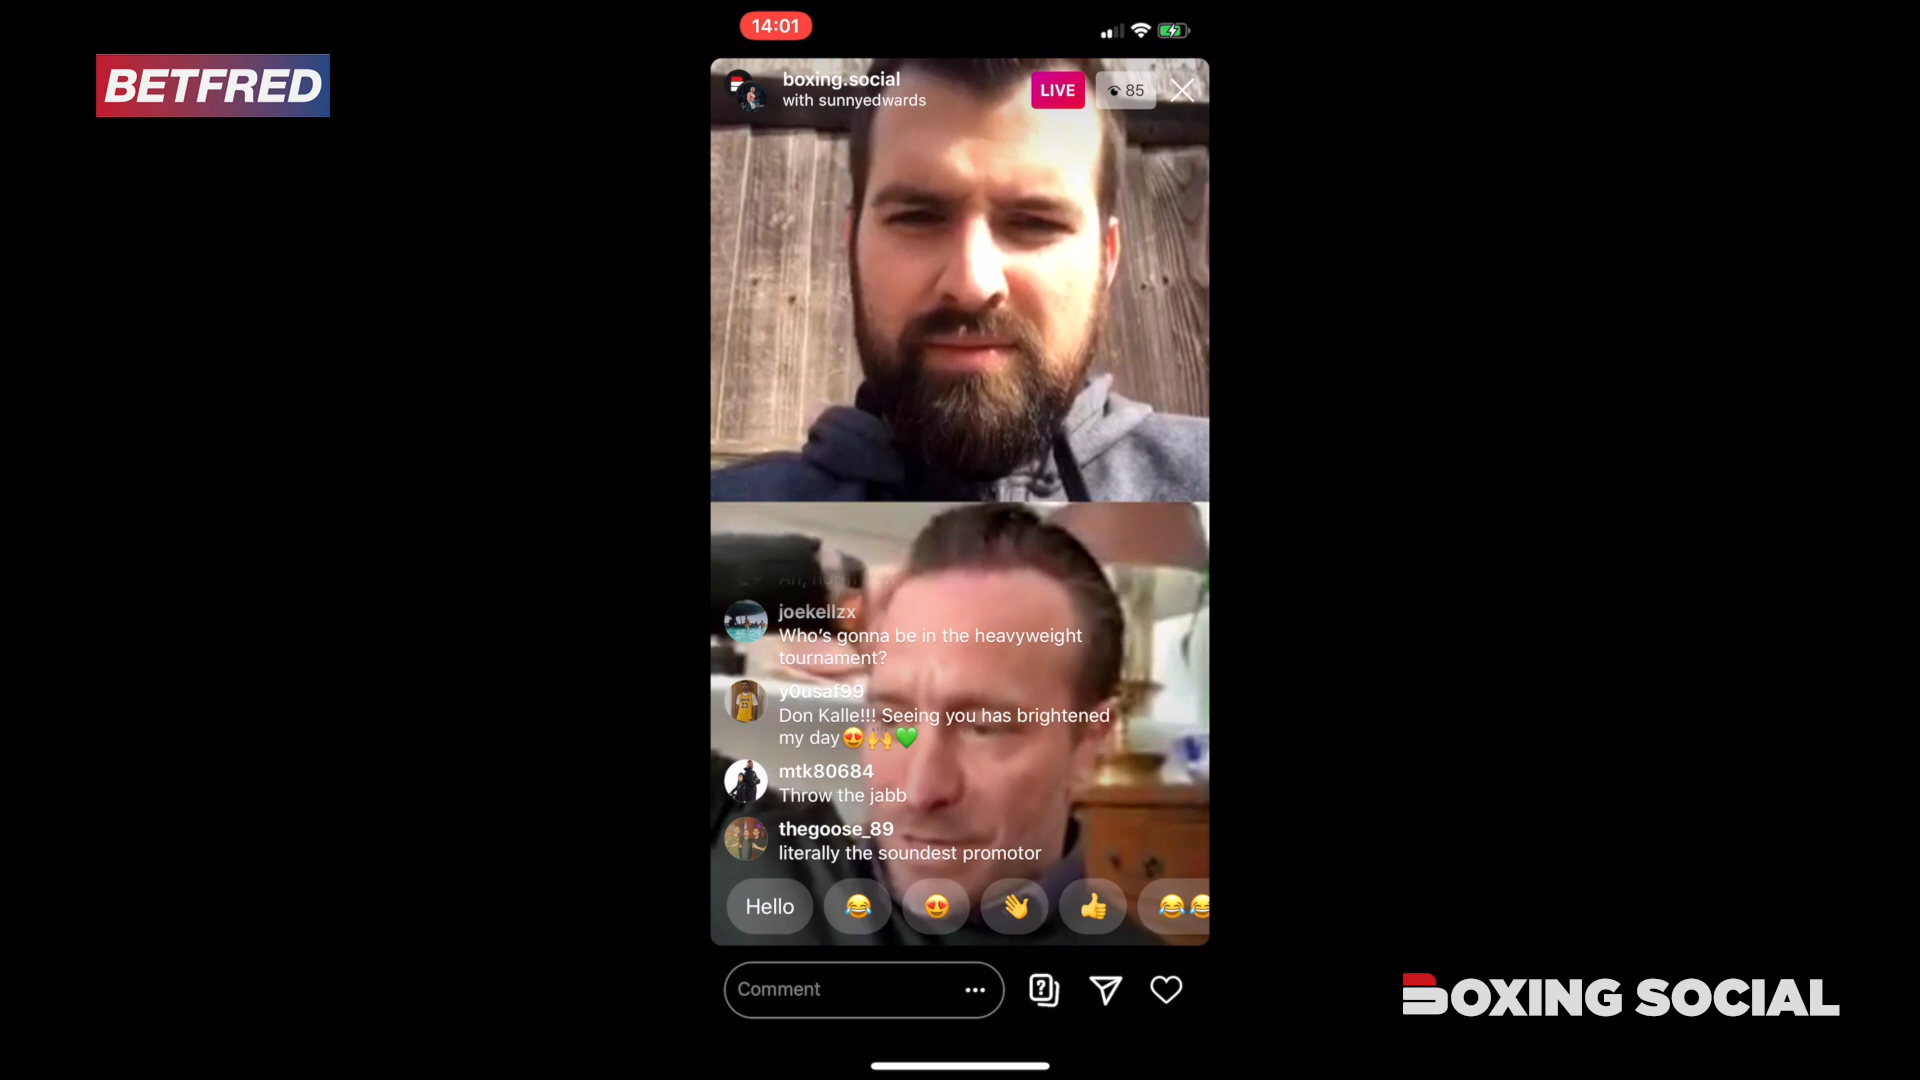 BETFRED
14:01
boxing.social
with sunnyedwards
LIVE
85
joekellzx
Who's gonna be in the heavyweight
tournament?
y0usaf99
Don Kalle!!! Seeing you has brightened
my day😍🙌💚
mtk80684
Throw the jabb
thegoose_89
literally the soundest promotor
Hello
Comment
BOXING SOCIAL